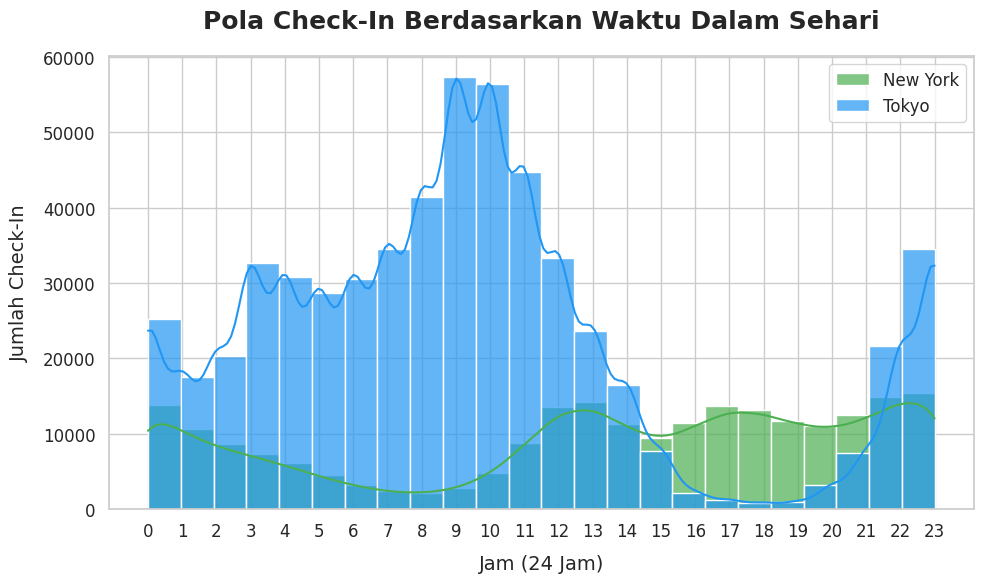 Pola Check-In Berdasarkan Waktu Dalam Sehari
60000
50000
40000
30000
20000
10000
0
Jumlah Check-In
New York
Tokyo
0 1 2 3 4 5 6 7 8 9 10 11 12 13 14 15 16 17 18 19 20 21 22 23
Jam (24 Jam)